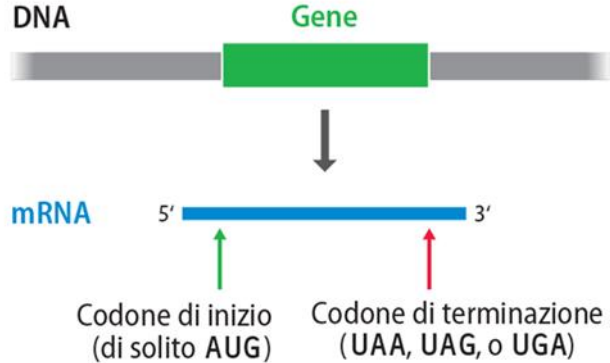 DNA
Gene
mRNA
5‘
3‘
Codone di inizio
(di solito AUG)
Codone di terminazione
(UAA, UAG, o UGA)